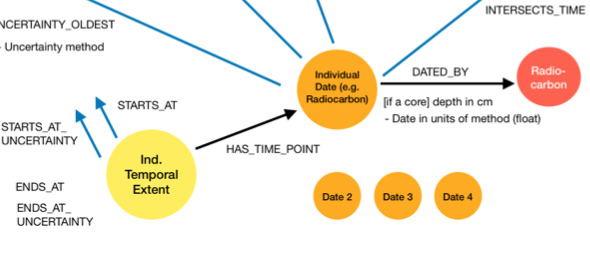 INTERSECTS_TIME
NCERTAINTY_OLDEST
- Uncertainty method
Individual
Date (e.g.
Radiocarbon)
DATED_BY
Radio-
carbon
[if a core] depth in cm
- Date in units of method (float)
STARTS_AT
STARTS_AT_
UNCERTAINTY
HAS_TIME_POINT
Ind.
Temporal
Extent
ENDS_AT
ENDS_AT_
UNCERTAINTY
Date 2
Date 3
Date 4